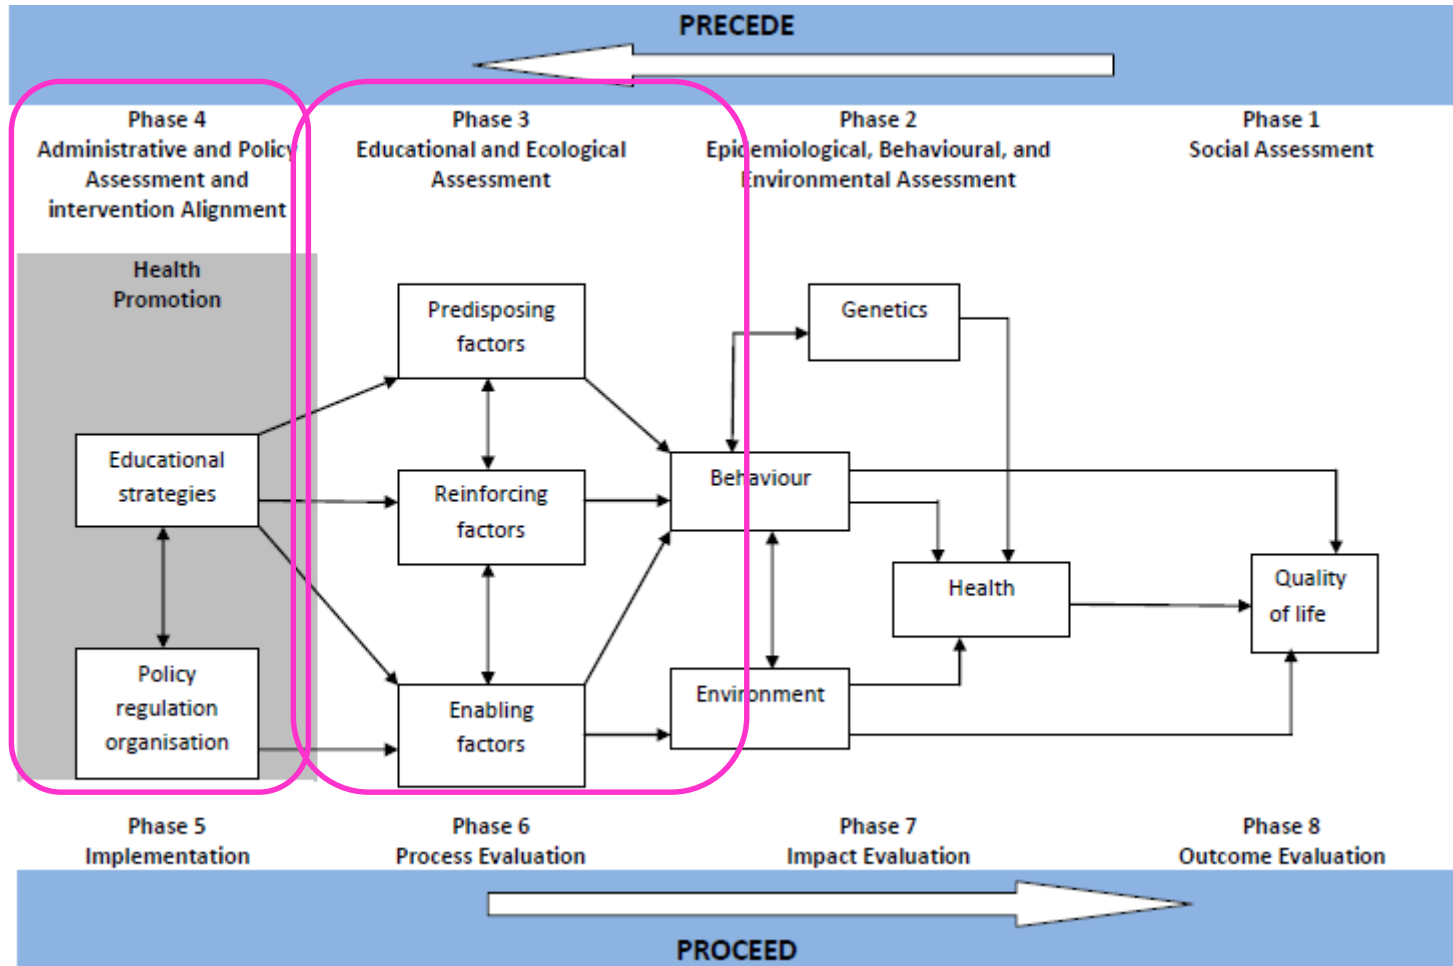 PRECEDE
Phase 4
Administrative and Policy
Assessment and
intervention Alignment
Phase 3
Educational and Ecological
Assessment
Phase 2
Epidemiological, Behavioural, and
Environmental Assessment
Phase 1
Social Assessment
Health
Promotion
Predisposing
factors
Genetics
Educational
strategies
Reinforcing
factors
Behaviour
Health
Quality
of life
Policy
regulation
organisation
Enabling
factors
Environment
Phase 5
Implementation
Phase 6
Process Evaluation
Phase 7
Impact Evaluation
Phase 8
Outcome Evaluation
PROCEED